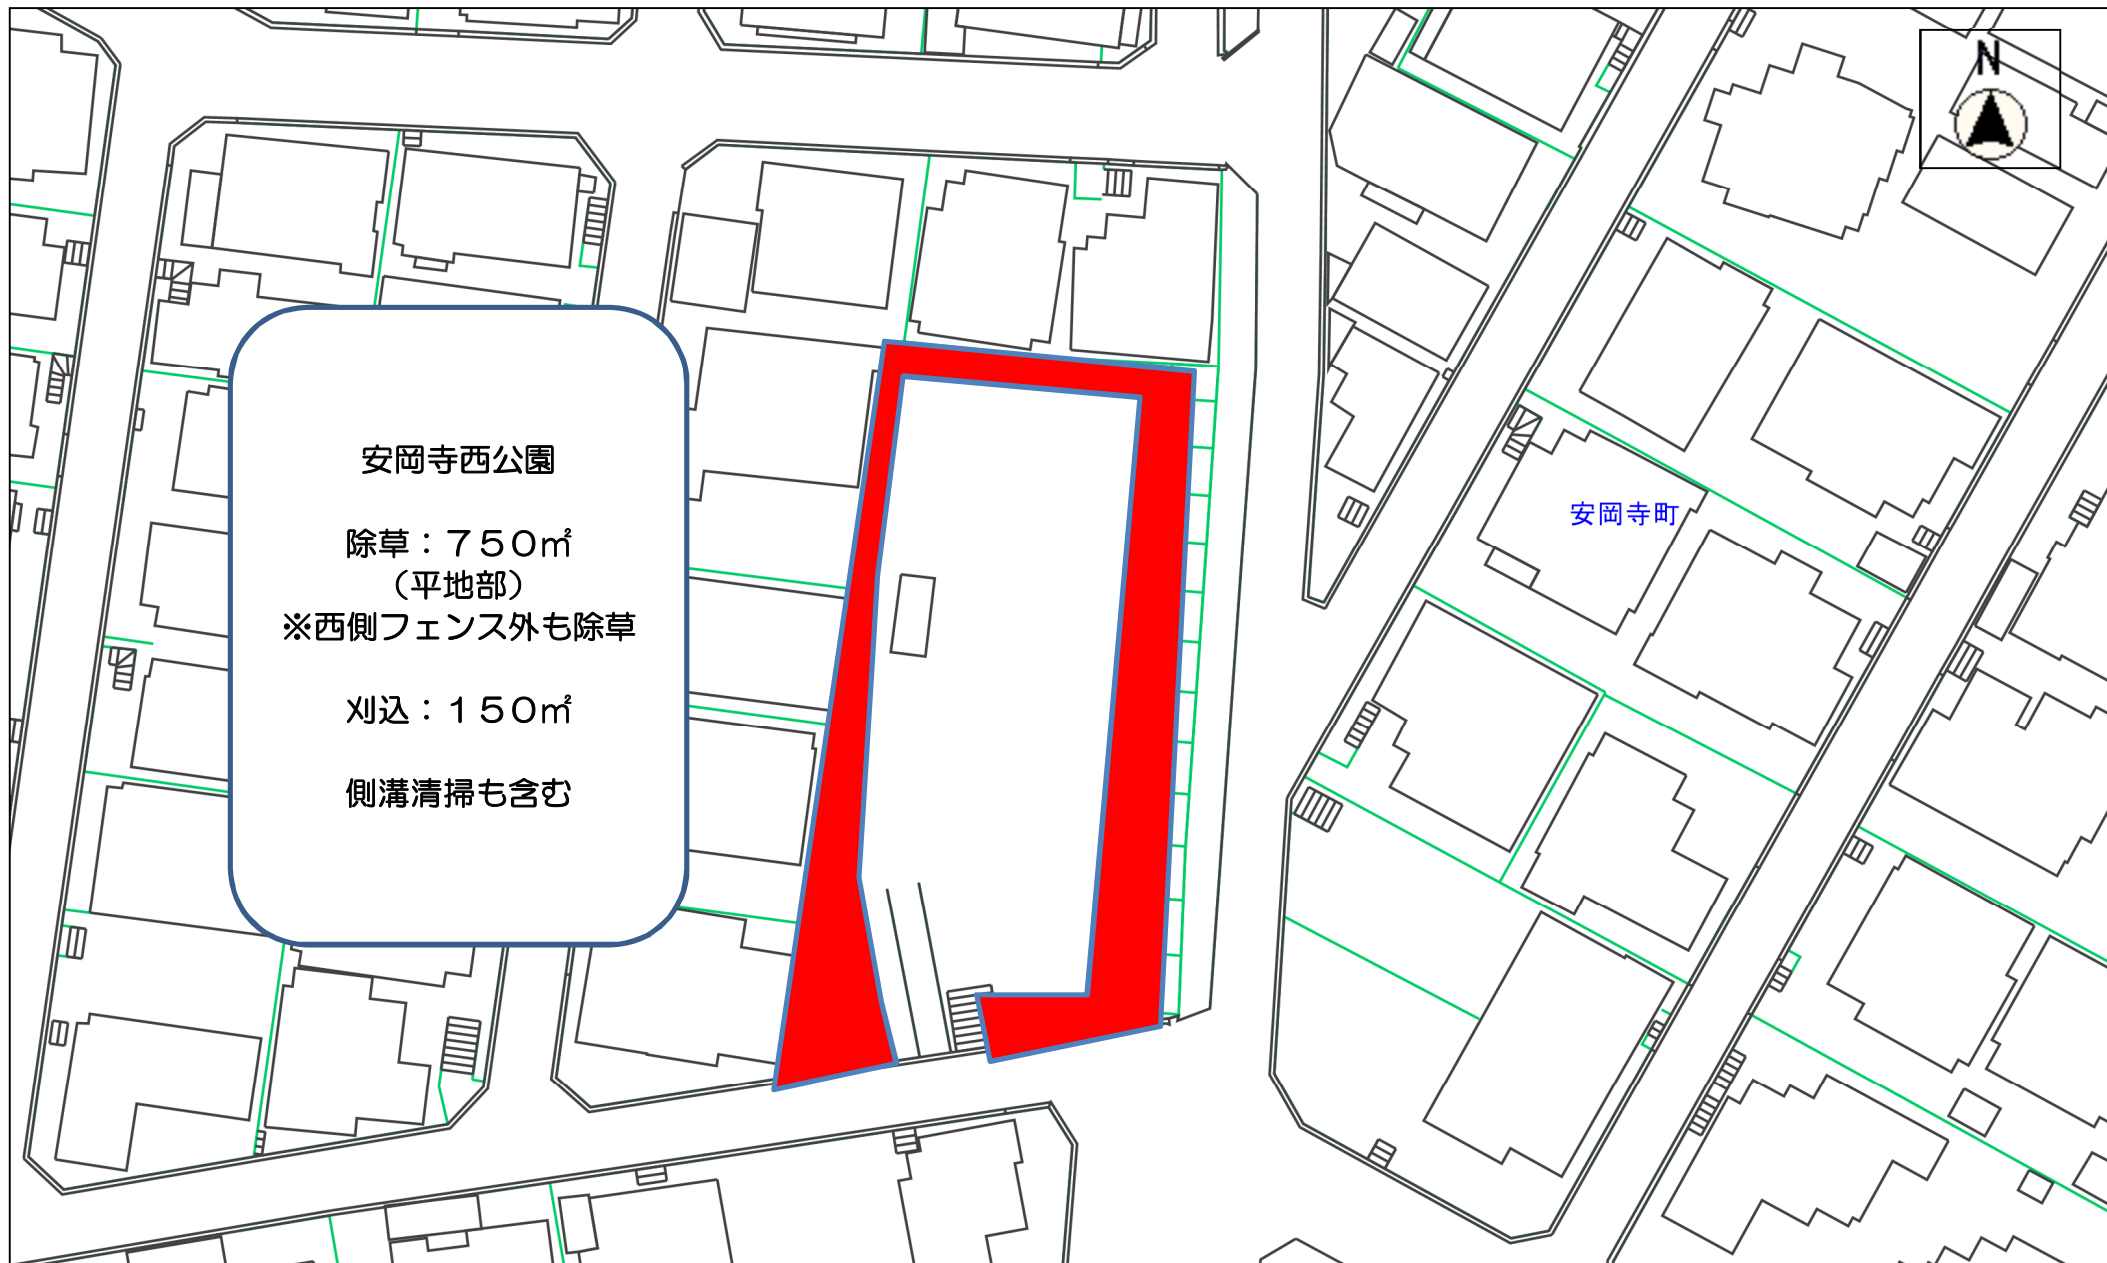 N
安岡寺西公園
除草：７５０㎡
（平地部）
※西側フェンス外も除草
刈込：１５０㎡
側溝清掃も含む
安岡寺町